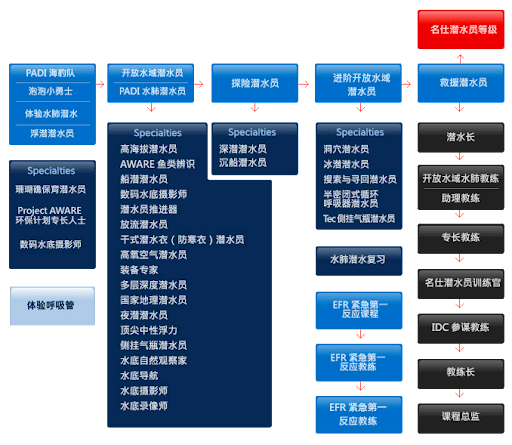 名仕潜水员等级
PADI 海豹队
泡泡小勇士
体验水肺潜水
浮潜潜水员
开放水域潜水员
PADI 水肺潜水员
探险潜水员
进阶开放水域
潜水员
救援潜水员
Specialties
珊瑚礁保育潜水员
Project AWARE
环保计划专长人士
数码水底摄影师
体验呼吸管
Specialties
高海拔潜水员
AWARE 鱼类辨识
船潜潜水员
数码水底摄影师
潜水员推进器
放流潜水员
干式潜水衣（防寒衣）潜水员
高氧空气潜水员
装备专家
多层深度潜水员
国家地理潜水员
夜潜潜水员
顶尖中性浮力
侧挂气瓶潜水员
水底自然观察家
水底导航
水底摄影师
水底录像师
Specialties
深潜潜水员
沉船潜水员
Specialties
洞穴潜水员
冰潜潜水员
搜索与寻回潜水员
半密闭式循环
呼吸器潜水员
Tec 侧挂气瓶潜水员
水肺潜水复习
EFR 紧急第一
反应课程
EFR 紧急第一
反应教练
EFR 紧急第一
反应教练
潜水长
开放水域水肺教练
助理教练
专长教练
名仕潜水员训练官
IDC 参谋教练
教练长
课程总监